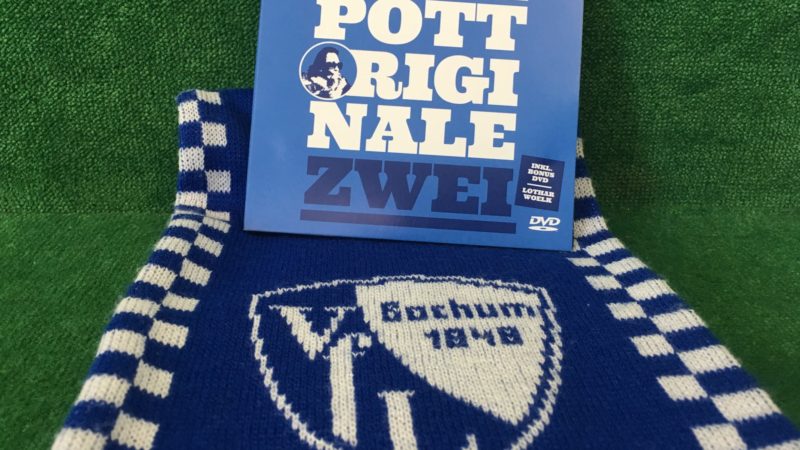 POTT
ORIGI
NALE
ZWEI
INKL.
BONUS
DVD
LOTHAR
WOELK
DVD
VfL
Bochum
1848